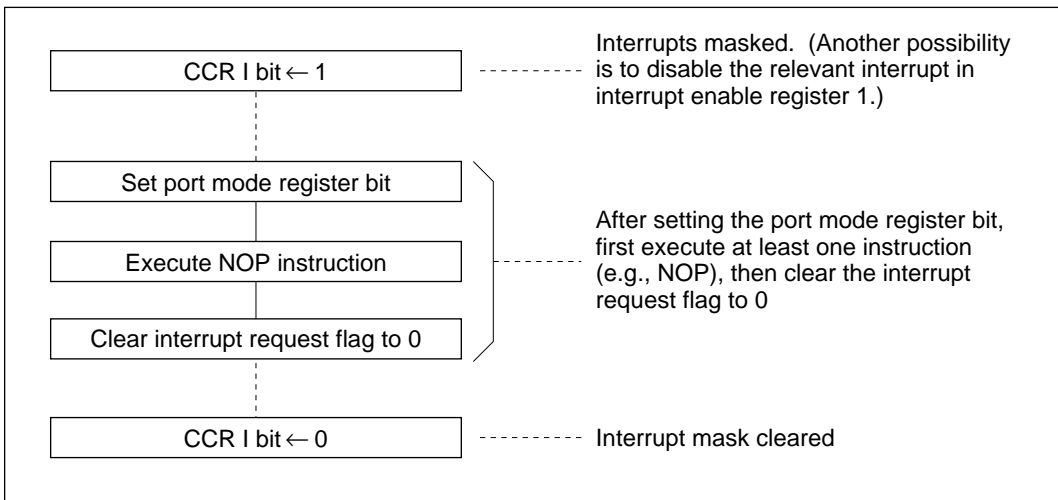 CCR I bit ← 1
Interrupts masked. (Another possibility
is to disable the relevant interrupt in
interrupt enable register 1.)
Set port mode register bit
Execute NOP instruction
Clear interrupt request flag to 0
After setting the port mode register bit,
first execute at least one instruction
(e.g., NOP), then clear the interrupt
request flag to 0
CCR I bit ← 0
Interrupt mask cleared